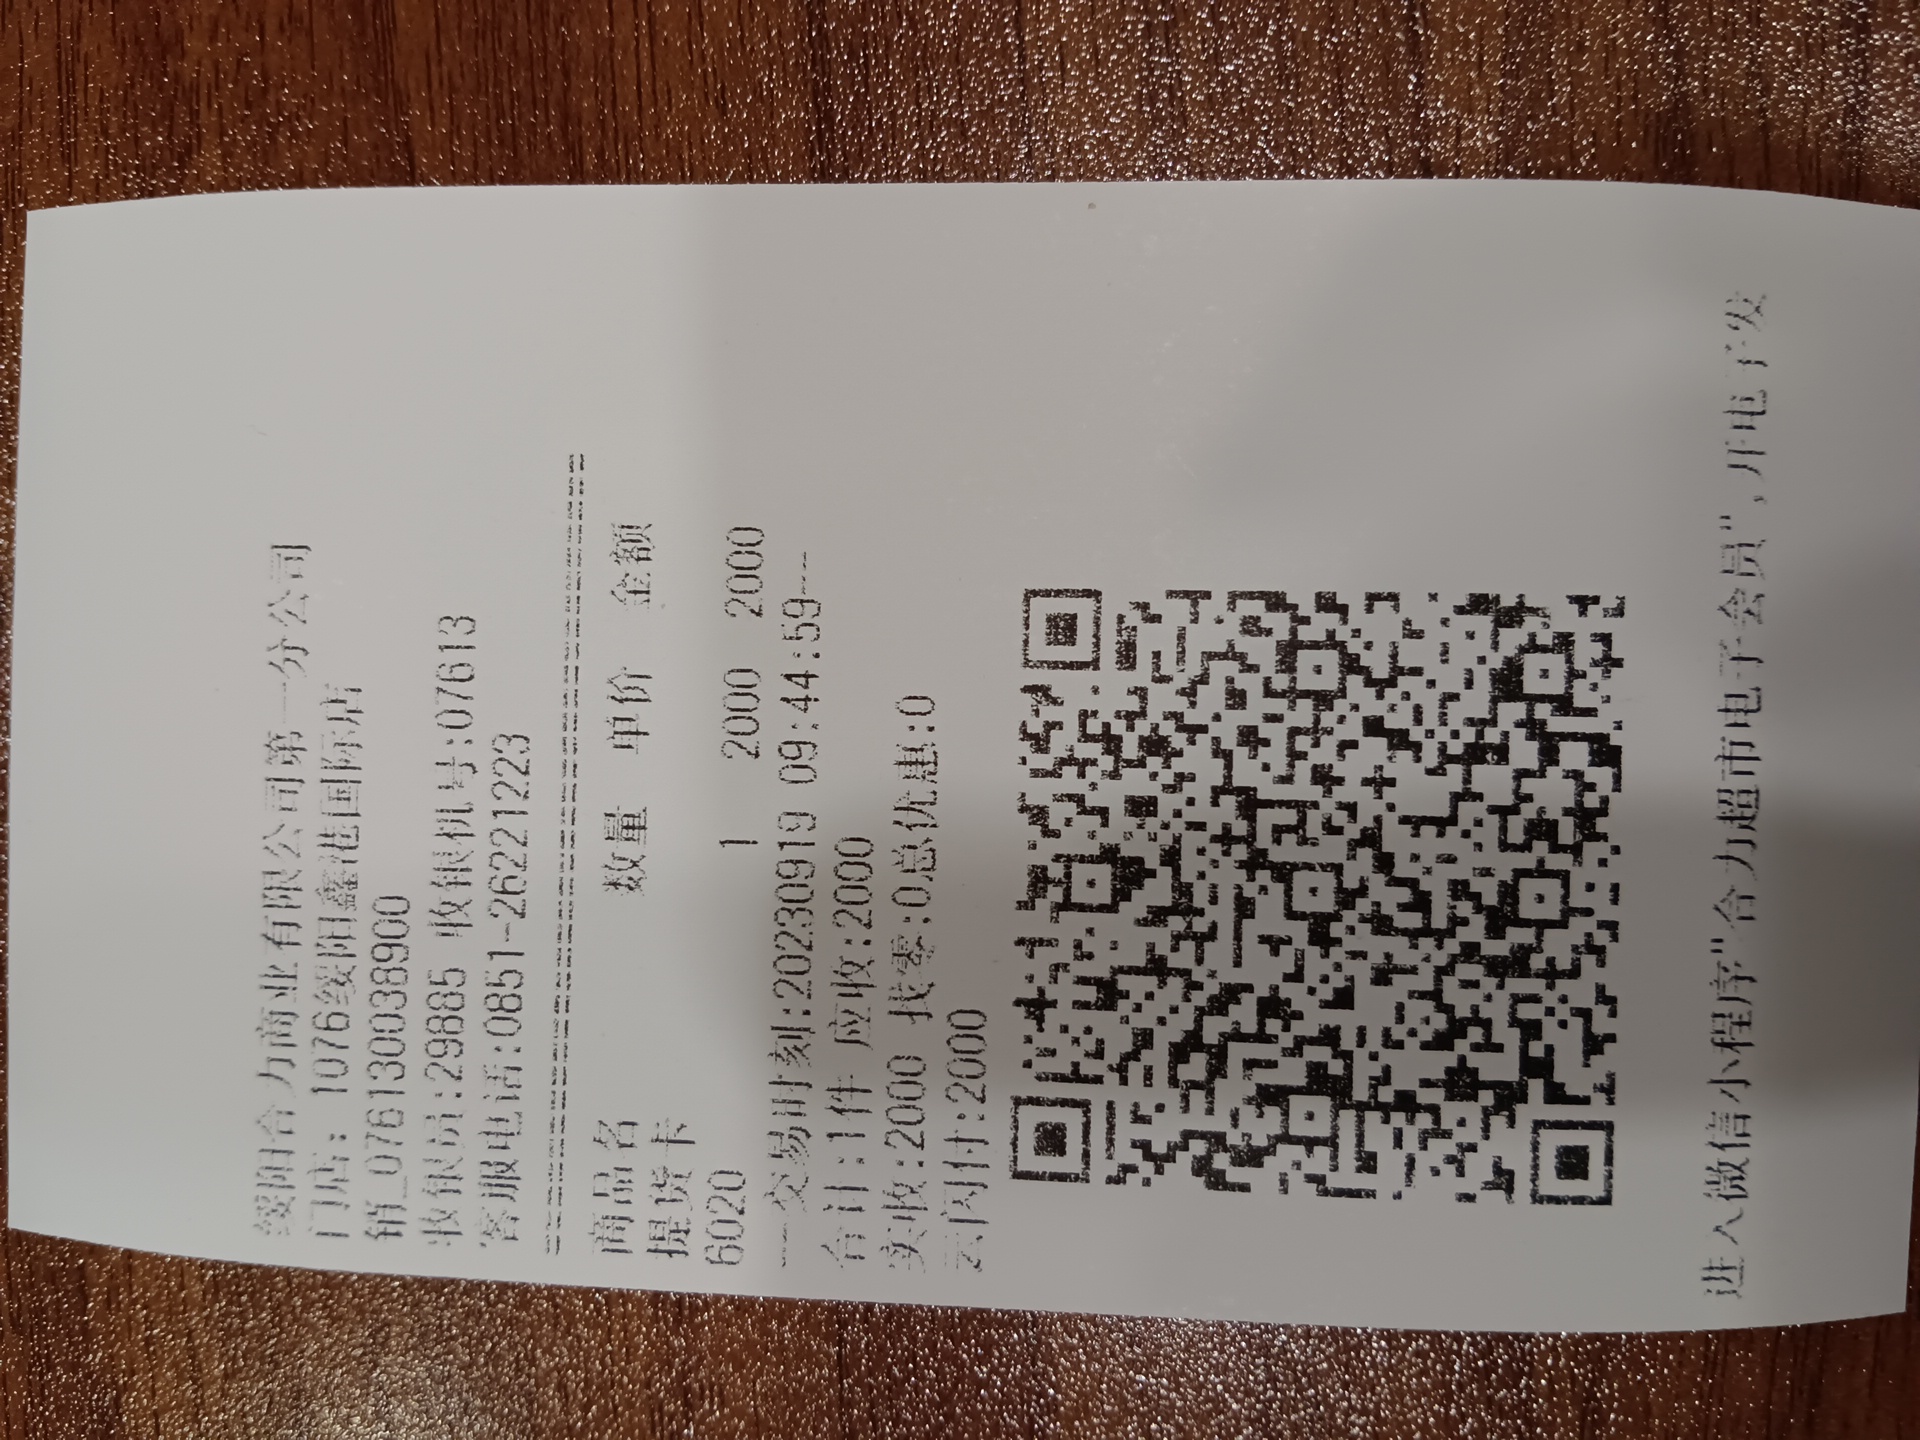 绥阳合力商业有限公司第一分公司
门店: 1076绥阳鑫港国际店
销_0761300038900
收银员:29885 收银机号:07613
客服电话:0851-26221223
商品名 数量 单价 金额
提货卡
6020 1 2000 2000
--交易时刻:20230919 09:44:59--
合计:1件 应收:2000
实收:2000 找零:0总优惠:0
云闪付:2000
进入微信小程序"合力超市电子会员", 开电子发